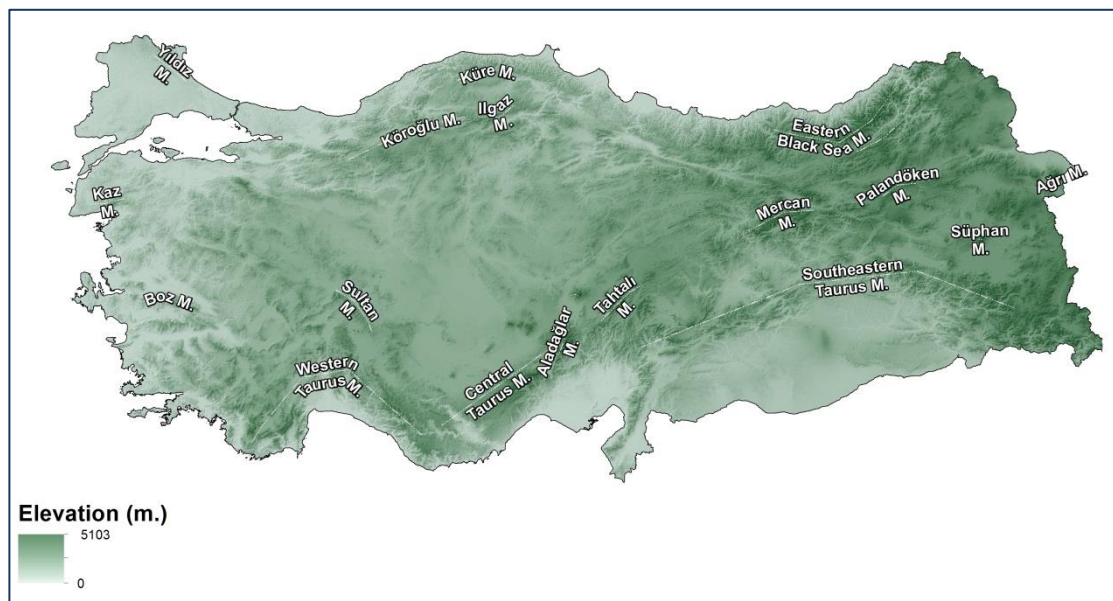 Yıldız
M.
Küre M.
Ilgaz
M.
Köroğlu M.
Eastern
Black Sea M.
Kaz
M.
Palandöken
M.
Ağrı M.
Mercan
M.
Süphan
M.
Boz M.
Sultan
M.
Tahtalı
M.
Southeastern
Taurus M.
Aladağlar
M.
Western
Taurus M.
Central
Taurus M.
Elevation (m.)
5103
0